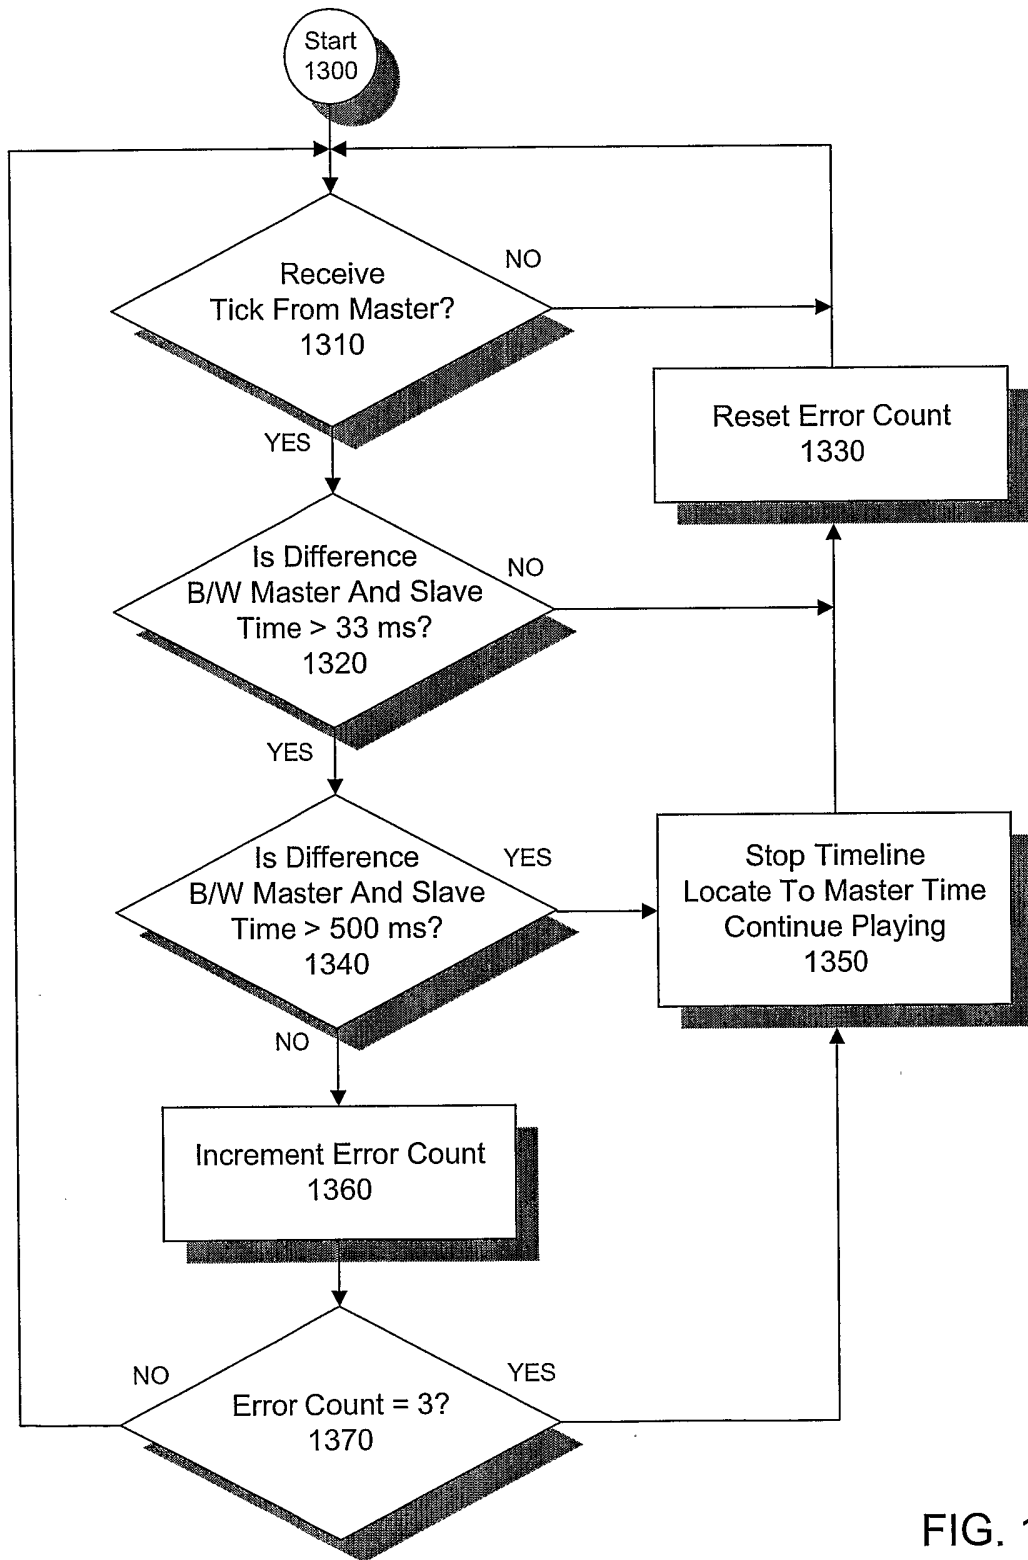 Start
1300
Receive
Tick From Master?
1310
NO
YES
Reset Error Count
1330
Is Difference
B/W Master And Slave
Time > 33 ms?
1320
NO
YES
Is Difference
B/W Master And Slave
Time > 500 ms?
1340
YES
NO
Stop Timeline
Locate To Master Time
Continue Playing
1350
Increment Error Count
1360
Error Count = 3?
1370
NO
YES
FIG.